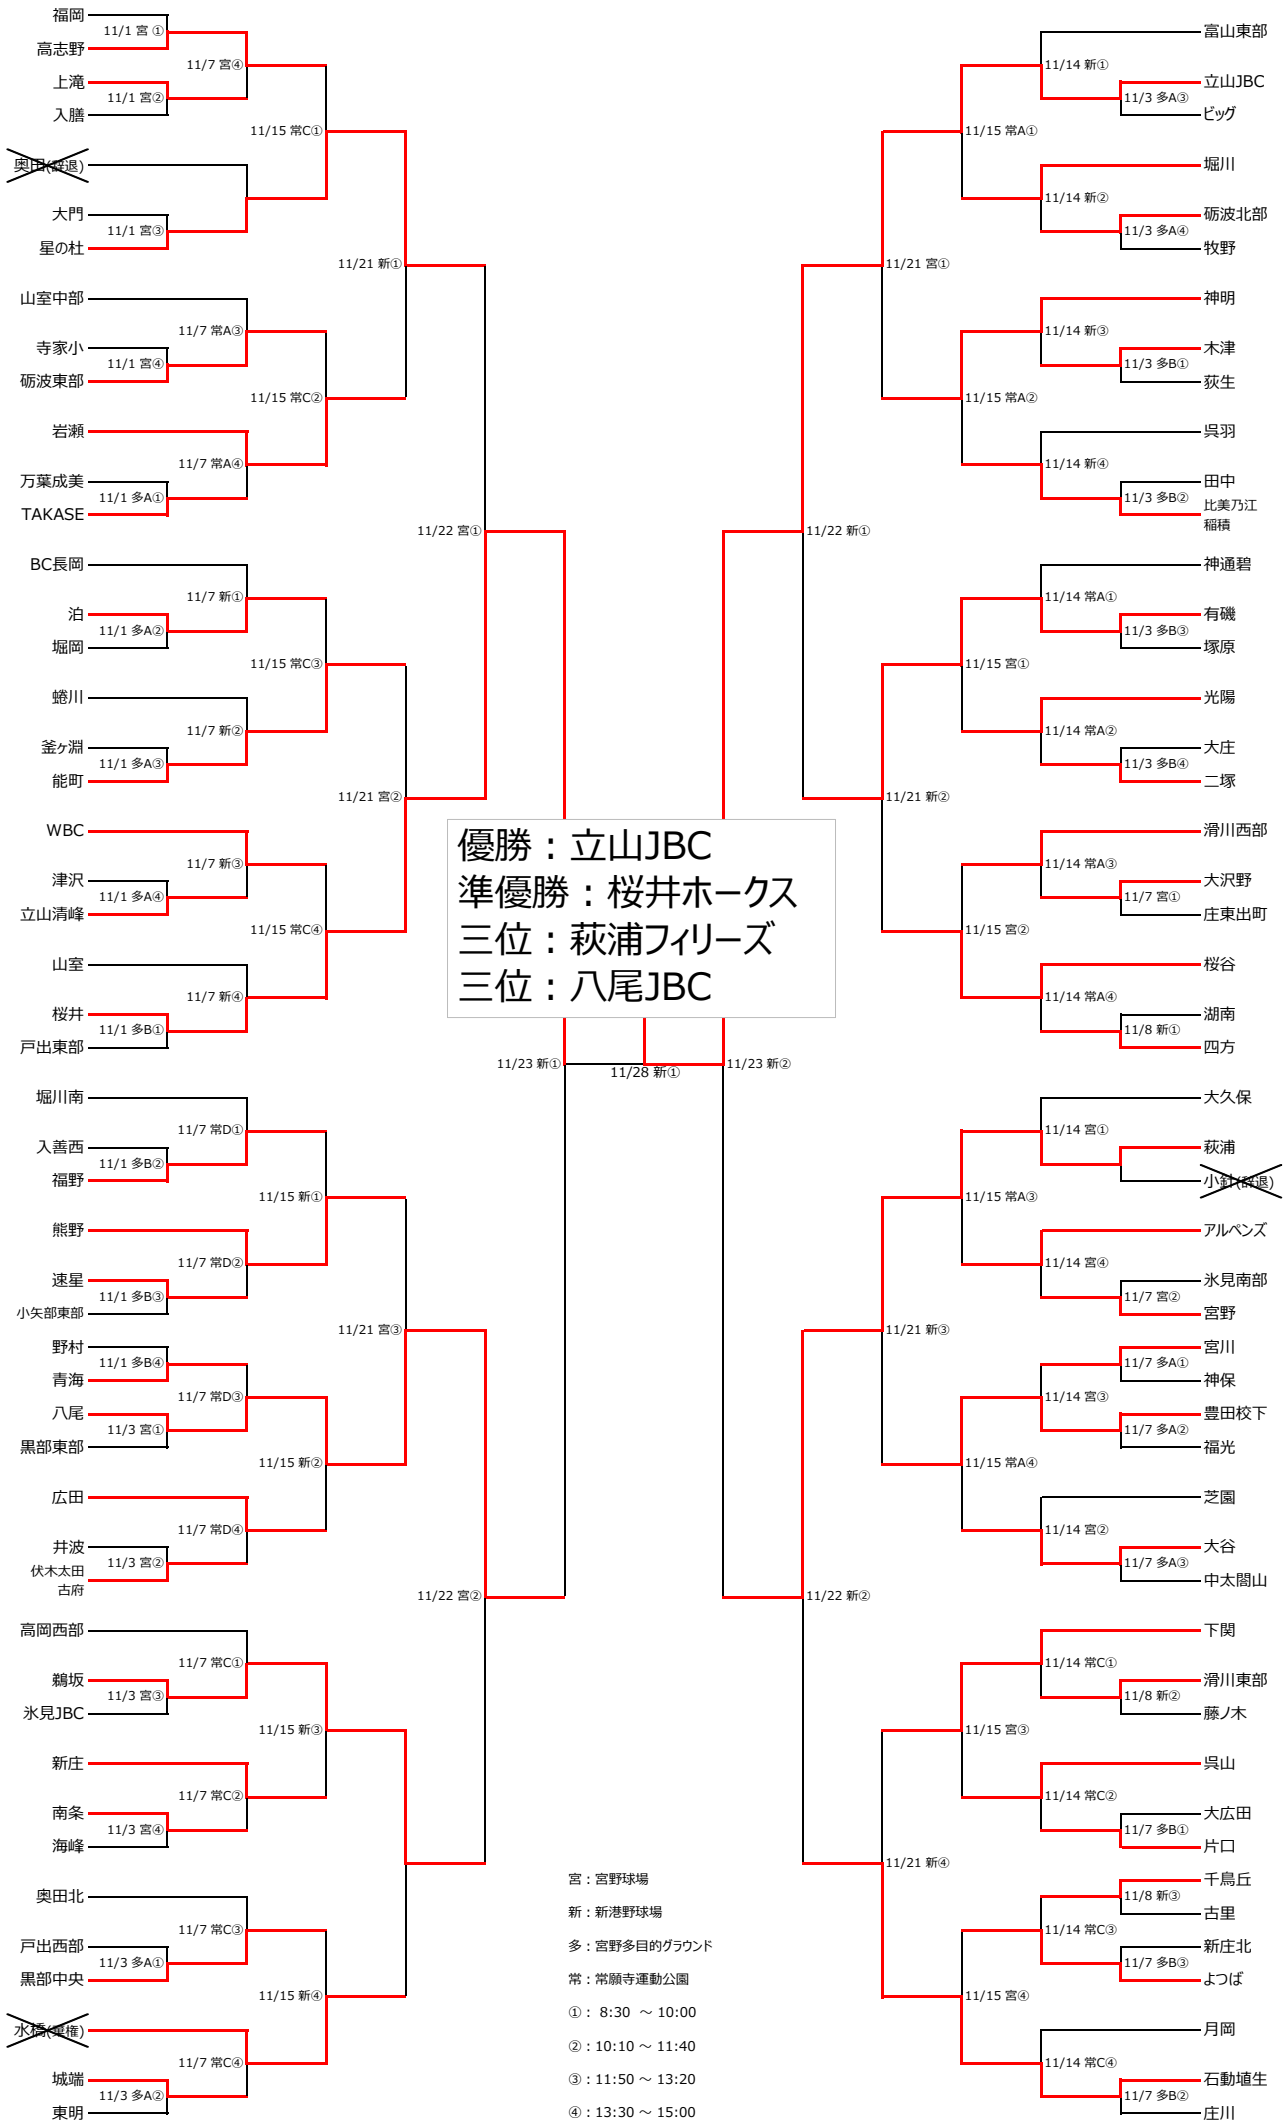 福岡
11/1 宮 ①
高志野
11/7 宮④
上滝
11/1 宮②
入膳
11/15 常C①
奥田(辞退)
大門
11/1 宮③
星の杜
11/21 新①
山室中部
11/7 常A③
寺家小
11/1 宮④
砺波東部
11/15 常C②
岩瀬
11/7 常A④
万葉成美
11/1 多A①
TAKASE
11/22 宮①
BC長岡
11/7 新①
泊
11/1 多A②
堀岡
11/15 常C③
蜷川
11/7 新②
釜ヶ淵
11/1 多A③
能町
11/21 宮②
WBC
11/7 新③
津沢
11/1 多A④
立山清峰
11/15 常C④
山室
11/7 新④
桜井
11/1 多B①
戸出東部
11/23 新①
堀川南
11/7 常D①
入善西
11/1 多B②
福野
11/15 新①
熊野
11/7 常D②
速星
11/1 多B③
小矢部東部
11/21 宮③
野村
11/1 多B④
青海
11/7 常D③
八尾
11/3 宮①
黒部東部
11/15 新②
広田
11/7 常D④
井波
11/3 宮②
伏木太田
古府
11/22 宮②
高岡西部
11/7 常C①
鵜坂
11/3 宮③
氷見JBC
11/15 新③
新庄
11/7 常C②
南条
11/3 宮④
海峰
奥田北
11/7 常C③
戸出西部
11/3 多A①
黒部中央
11/15 新④
水橋(棄権)
11/7 常C④
城端
11/3 多A②
東明
優勝：立山JBC
準優勝：桜井ホークス
三位：萩浦フィリーズ
三位：八尾JBC
11/28 新①
富山東部
11/14 新①
立山JBC
11/3 多A③
ビッグ
11/15 常A①
堀川
11/14 新②
砺波北部
11/3 多A④
牧野
11/21 宮①
神明
11/14 新③
木津
11/3 多B①
荻生
11/15 常A②
呉羽
11/14 新④
田中
11/3 多B②
比美乃江
稲積
11/22 新①
神通碧
11/14 常A①
有磯
11/3 多B③
塚原
11/15 宮①
光陽
11/14 常A②
大庄
11/3 多B④
二塚
11/21 新②
滑川西部
11/14 常A③
大沢野
11/7 宮①
庄東出町
11/15 宮②
桜谷
11/14 常A④
湖南
11/8 新①
四方
11/23 新②
大久保
11/14 宮①
萩浦
小針(辞退)
11/15 常A③
アルペンズ
11/14 宮④
氷見南部
11/7 宮②
宮野
11/21 新③
宮川
11/7 多A①
神保
11/14 宮③
豊田校下
11/7 多A②
福光
11/15 常A④
芝園
11/14 宮②
大谷
11/7 多A③
中太閤山
11/22 新②
下関
11/14 常C①
滑川東部
11/8 新②
藤ノ木
11/15 宮③
呉山
11/14 常C②
大広田
11/7 多B①
片口
11/21 新④
千鳥丘
11/8 新③
古里
11/14 常C③
新庄北
11/7 多B③
よつば
11/15 宮④
月岡
11/14 常C④
石動埴生
11/7 多B②
庄川
宮：宮野球場
新：新港野球場
多：宮野多目的グラウンド
常：常願寺運動公園
①： 8:30 ～ 10:00
②：10:10 ～ 11:40
③：11:50 ～ 13:20
④：13:30 ～ 15:00